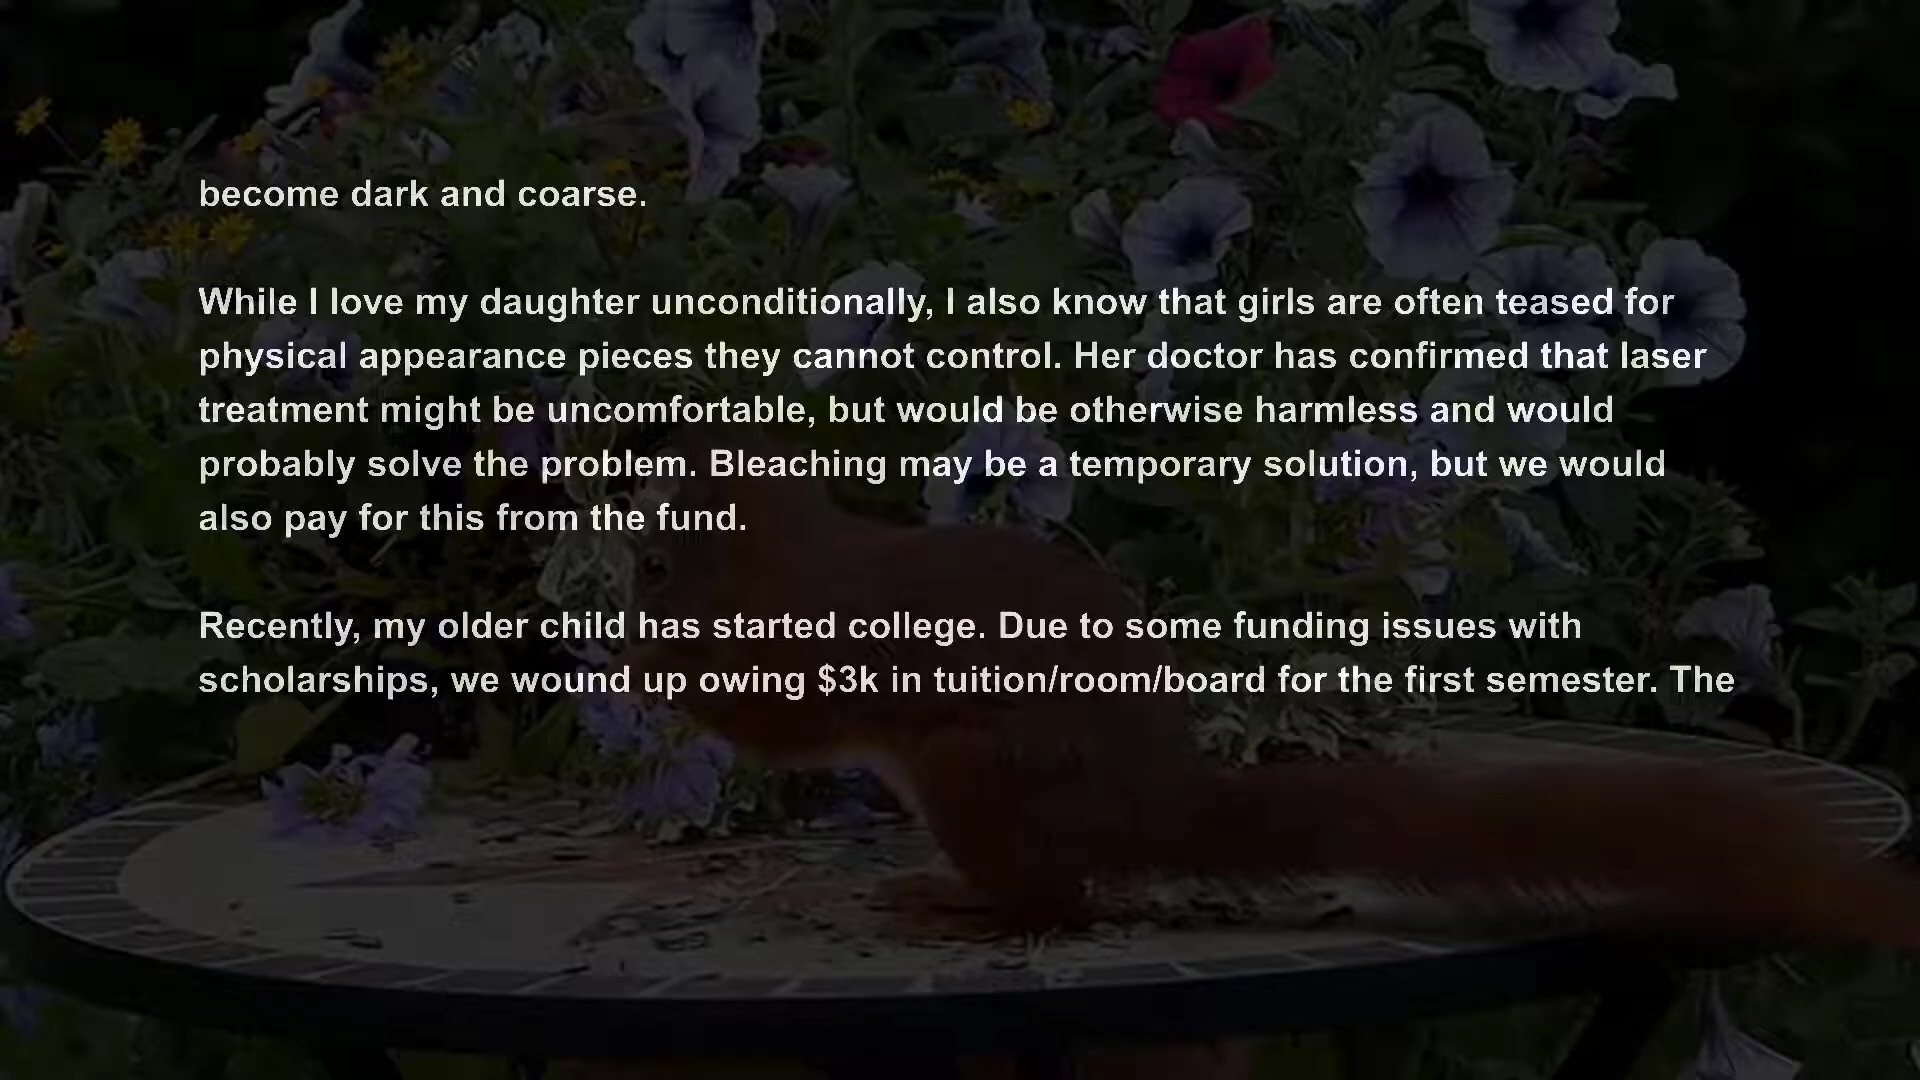 become dark and coarse.
While I love my daughter unconditionally, I also know that girls are often teased for
physical appearance pieces they cannot control. Her doctor has confirmed that laser
treatment might be uncomfortable, but would be otherwise harmless and would
probably solve the problem. Bleaching may be a temporary solution, but we would
also pay for this from the fund.
Recently, my older child has started college. Due to some funding issues with
scholarships, we wound up owing $3k in tuition/room/board for the first semester. The